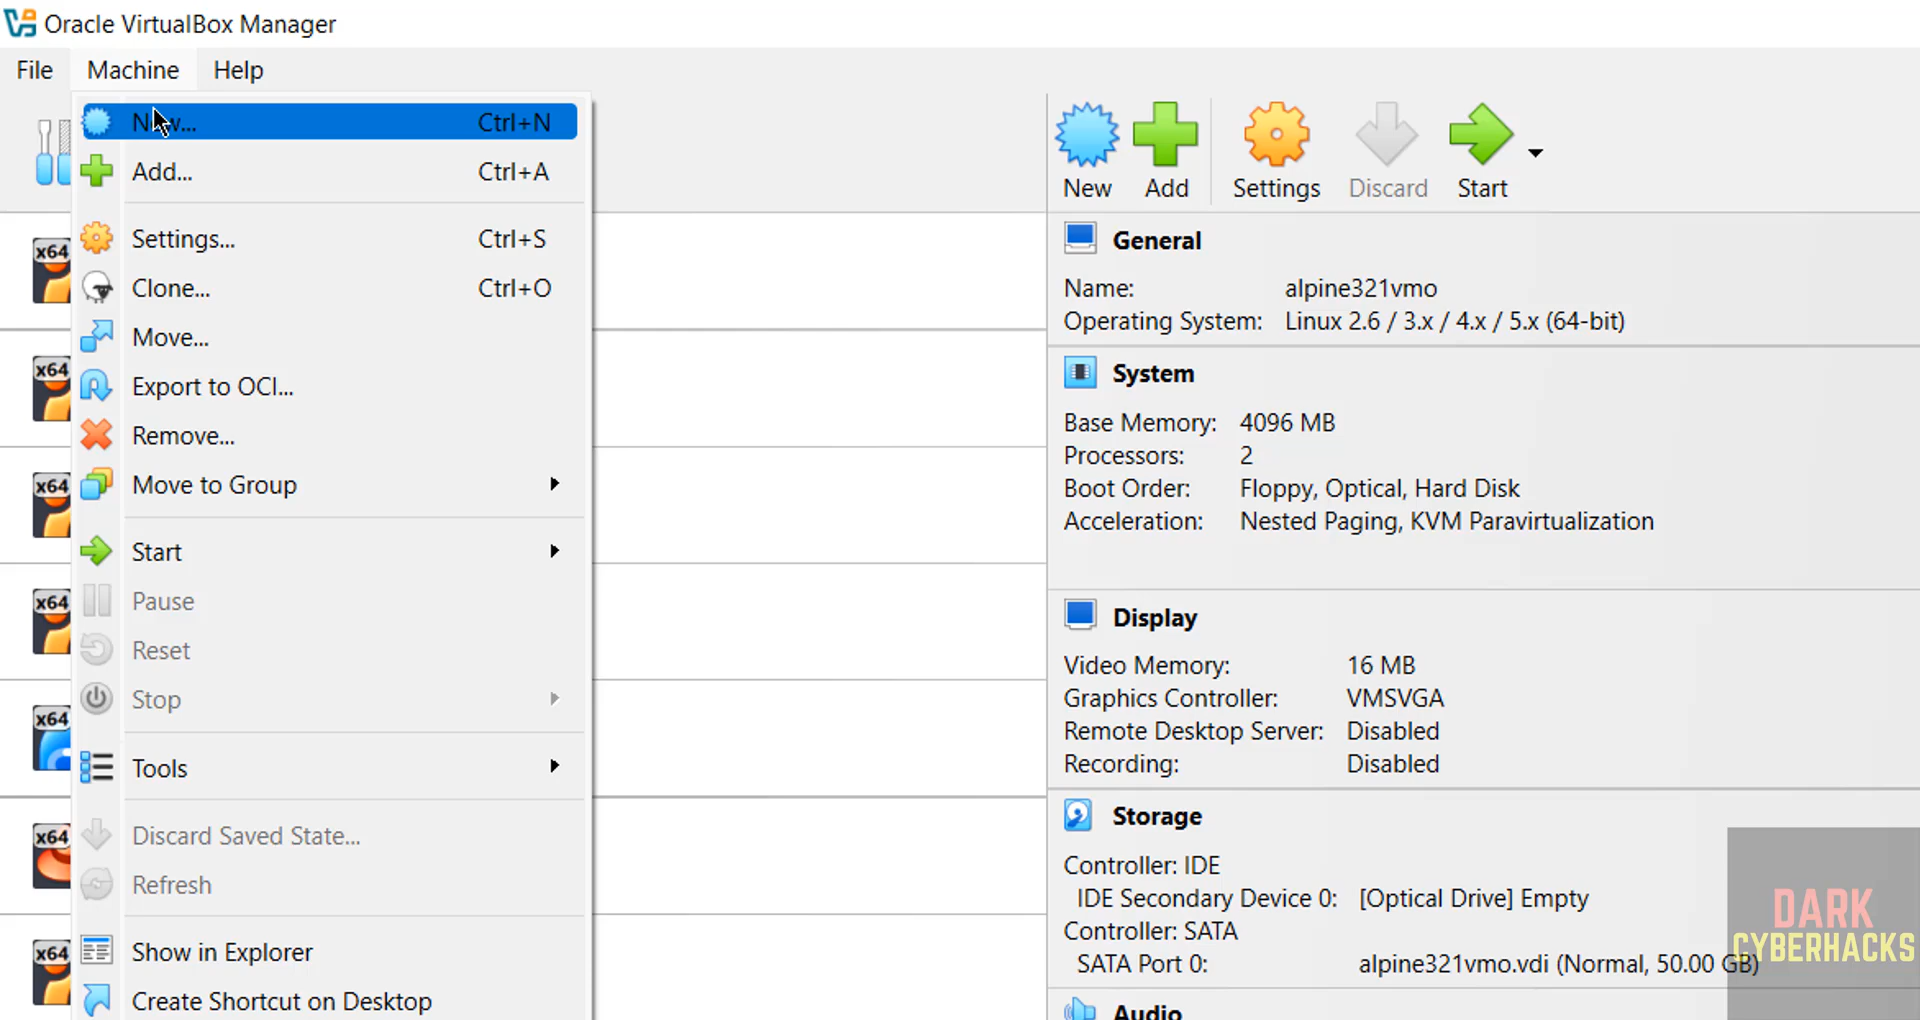 Oracle VirtualBox Manager
File Machine Help
New... Ctrl+N
Add... Ctrl+A
Settings... Ctrl+S
Clone... Ctrl+O
Move...
Export to OCI...
Remove...
Move to Group
Start
Pause
Reset
Stop
Tools
Discard Saved State...
Refresh
Show in Explorer
Create Shortcut on Desktop
x64
x64
x64
x64
x64
x64
x64
New Add Settings Discard Start
General
Name: alpine321vmo
Operating System: Linux 2.6 / 3.x / 4.x / 5.x (64-bit)
System
Base Memory: 4096 MB
Processors: 2
Boot Order: Floppy, Optical, Hard Disk
Acceleration: Nested Paging, KVM Paravirtualization
Display
Video Memory: 16 MB
Graphics Controller: VMSVGA
Remote Desktop Server: Disabled
Recording: Disabled
Storage
Controller: IDE
IDE Secondary Device 0: [Optical Drive] Empty
Controller: SATA
SATA Port 0: alpine321vmo.vdi (Normal, 50.00 GB)
Audio
DARK
CYBERHACKS